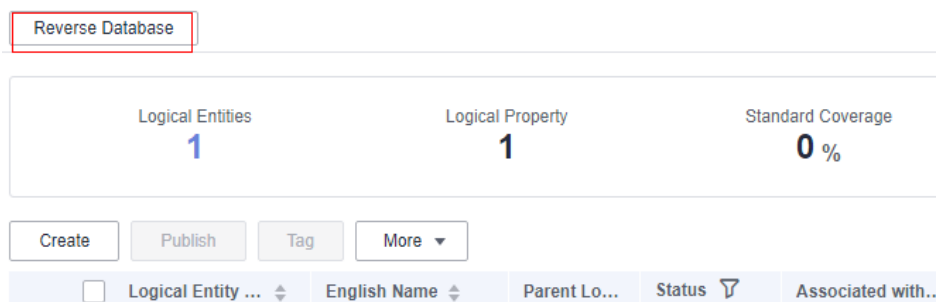 Reverse Database
Logical Entities Logical Property Standard Coverage
1 1 0 %
Create Publish Tag More
Logical Entity ... English Name Parent Lo... Status Associated with...